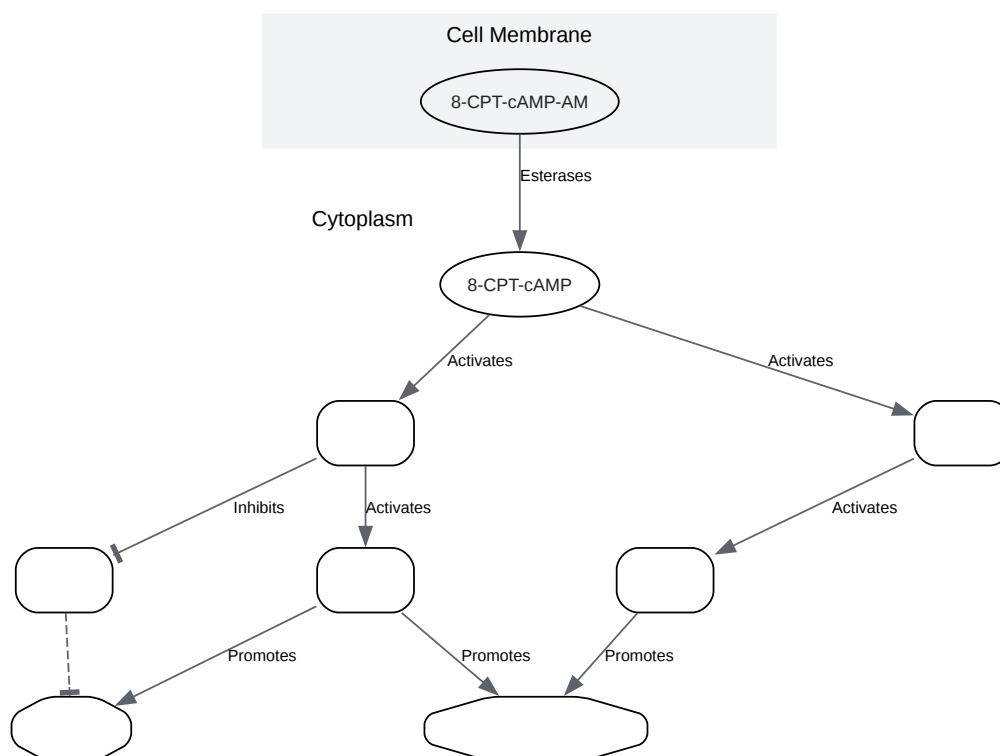 Cell Membrane
8-CPT-cAMP-AM
Esterases
Cytoplasm
8-CPT-cAMP
Activates
Activates
Inhibits
Activates
Activates
Promotes
Promotes
Promotes